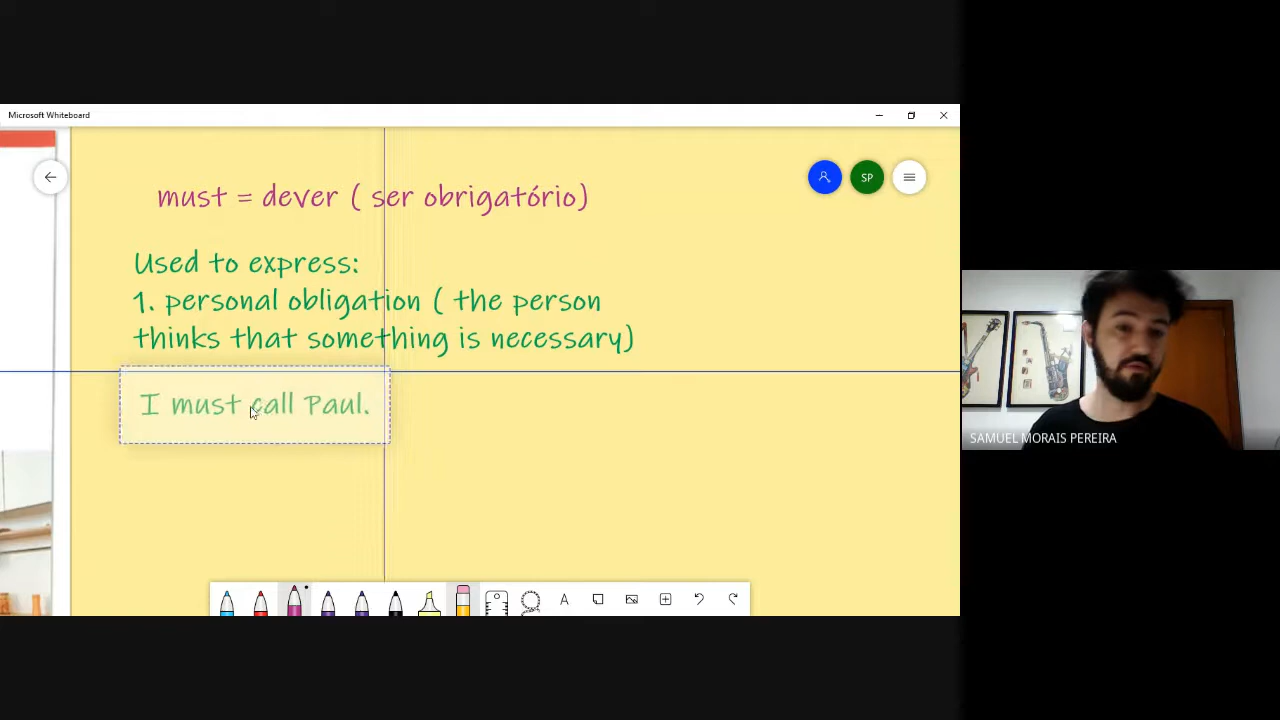 Microsoft Whiteboard
SP
must = dever ( ser obrigatório)
Used to express:
1. personal obligation ( the person
thinks that something is necessary)
I must call Paul.
A
SAMUEL MORAIS PEREIRA